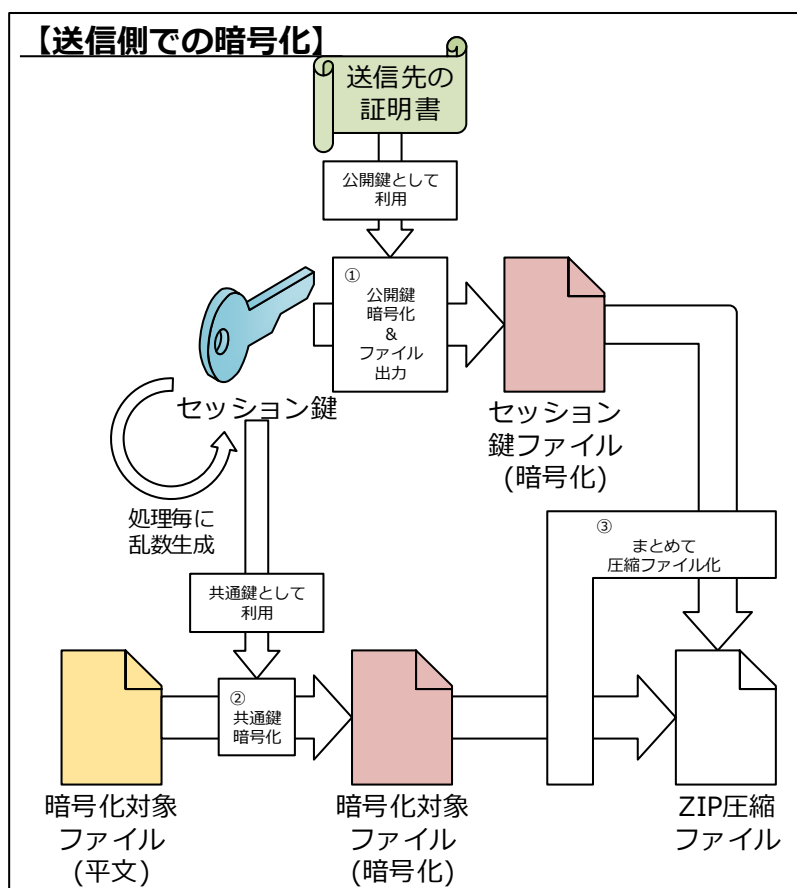 【送信側での暗号化】
送信先の
証明書
公開鍵として
利用
①
公開鍵
暗号化
&
ファイル
出力
セッション鍵
セッション
鍵ファイル
(暗号化)
処理毎に
乱数生成
③
まとめて
圧縮ファイル化
共通鍵として
利用
②
共通鍵
暗号化
暗号化対象
ファイル
(平文)
暗号化対象
ファイル
(暗号化)
ZIP圧縮
ファイル